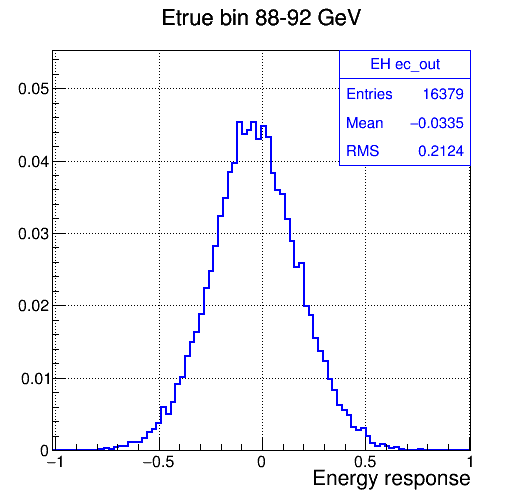 Etrue bin 88-92 GeV
EH ec_out
Entries 16379
Mean −0.0335
RMS 0.2124
0.05
0.04
0.03
0.02
0.01
0
−1 −0.5 0 0.5 1
Energy response